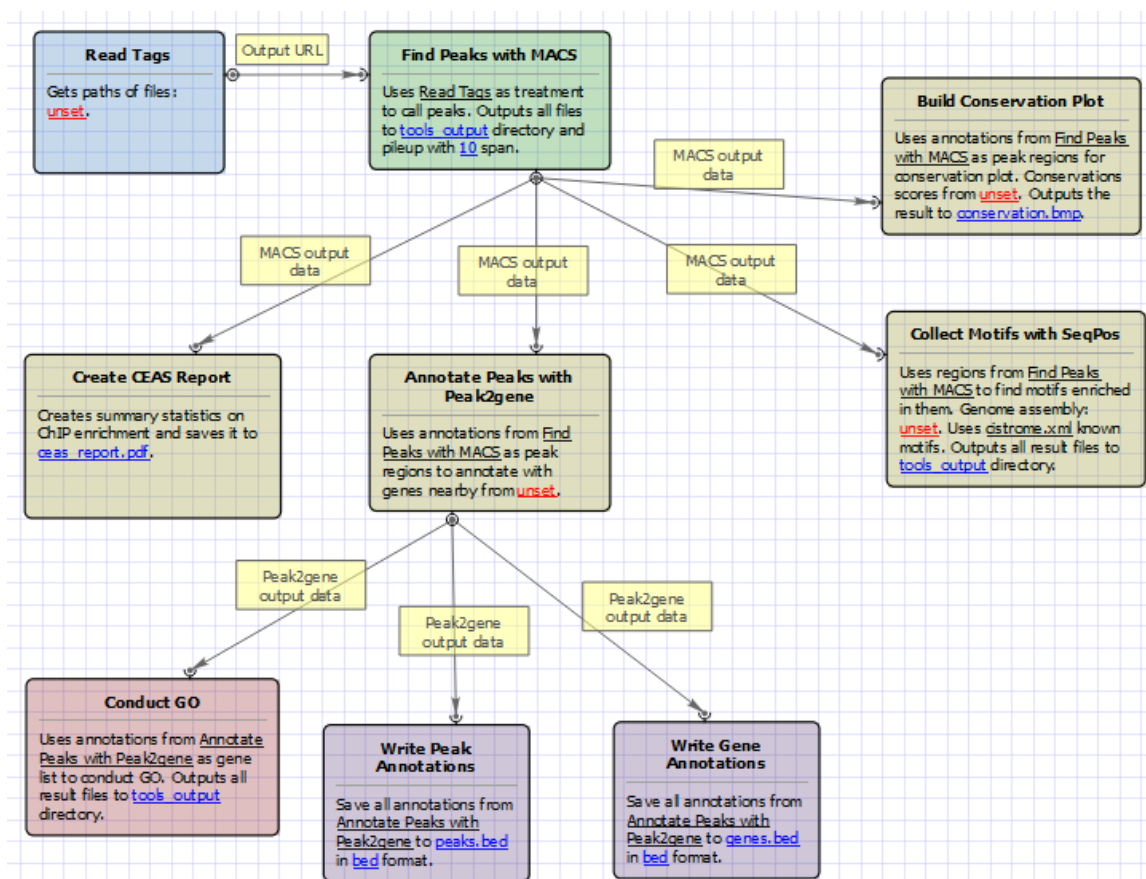 Read Tags
Gets paths of files:
unset.
Output URL
Find Peaks with MACS
Uses Read Tags as treatment
to call peaks. Outputs all files
to tools_output directory and
pileup with 10 span.
MACS output
data
Build Conservation Plot
Uses annotations from Find Peaks
with MACS as peak regions for
conservation plot. Conservations
scores from unset. Outputs the
result to conservation.bmp.
MACS output
data
MACS output
data
MACS output
data
Create CEAS Report
Creates summary statistics on
ChIP enrichment and saves it to
ceas_report.pdf.
Annotate Peaks with
Peak2gene
Uses annotations from Find
Peaks with MACS as peak
regions to annotate with
genes nearby from unset.
Collect Motifs with SeqPos
Uses regions from Find Peaks
with MACS to find motifs enriched
in them. Genome assembly:
unset. Uses cistrome.xml known
motifs. Outputs all result files to
tools_output directory.
Peak2gene
output data
Peak2gene
output data
Peak2gene
output data
Conduct GO
Uses annotations from Annotate
Peaks with Peak2gene as gene
list to conduct GO. Outputs all
result files to tools_output
directory.
Write Peak
Annotations
Save all annotations from
Annotate Peaks with
Peak2gene to peaks.bed
in bed format.
Write Gene
Annotations
Save all annotations from
Annotate Peaks with
Peak2gene to genes.bed
in bed format.